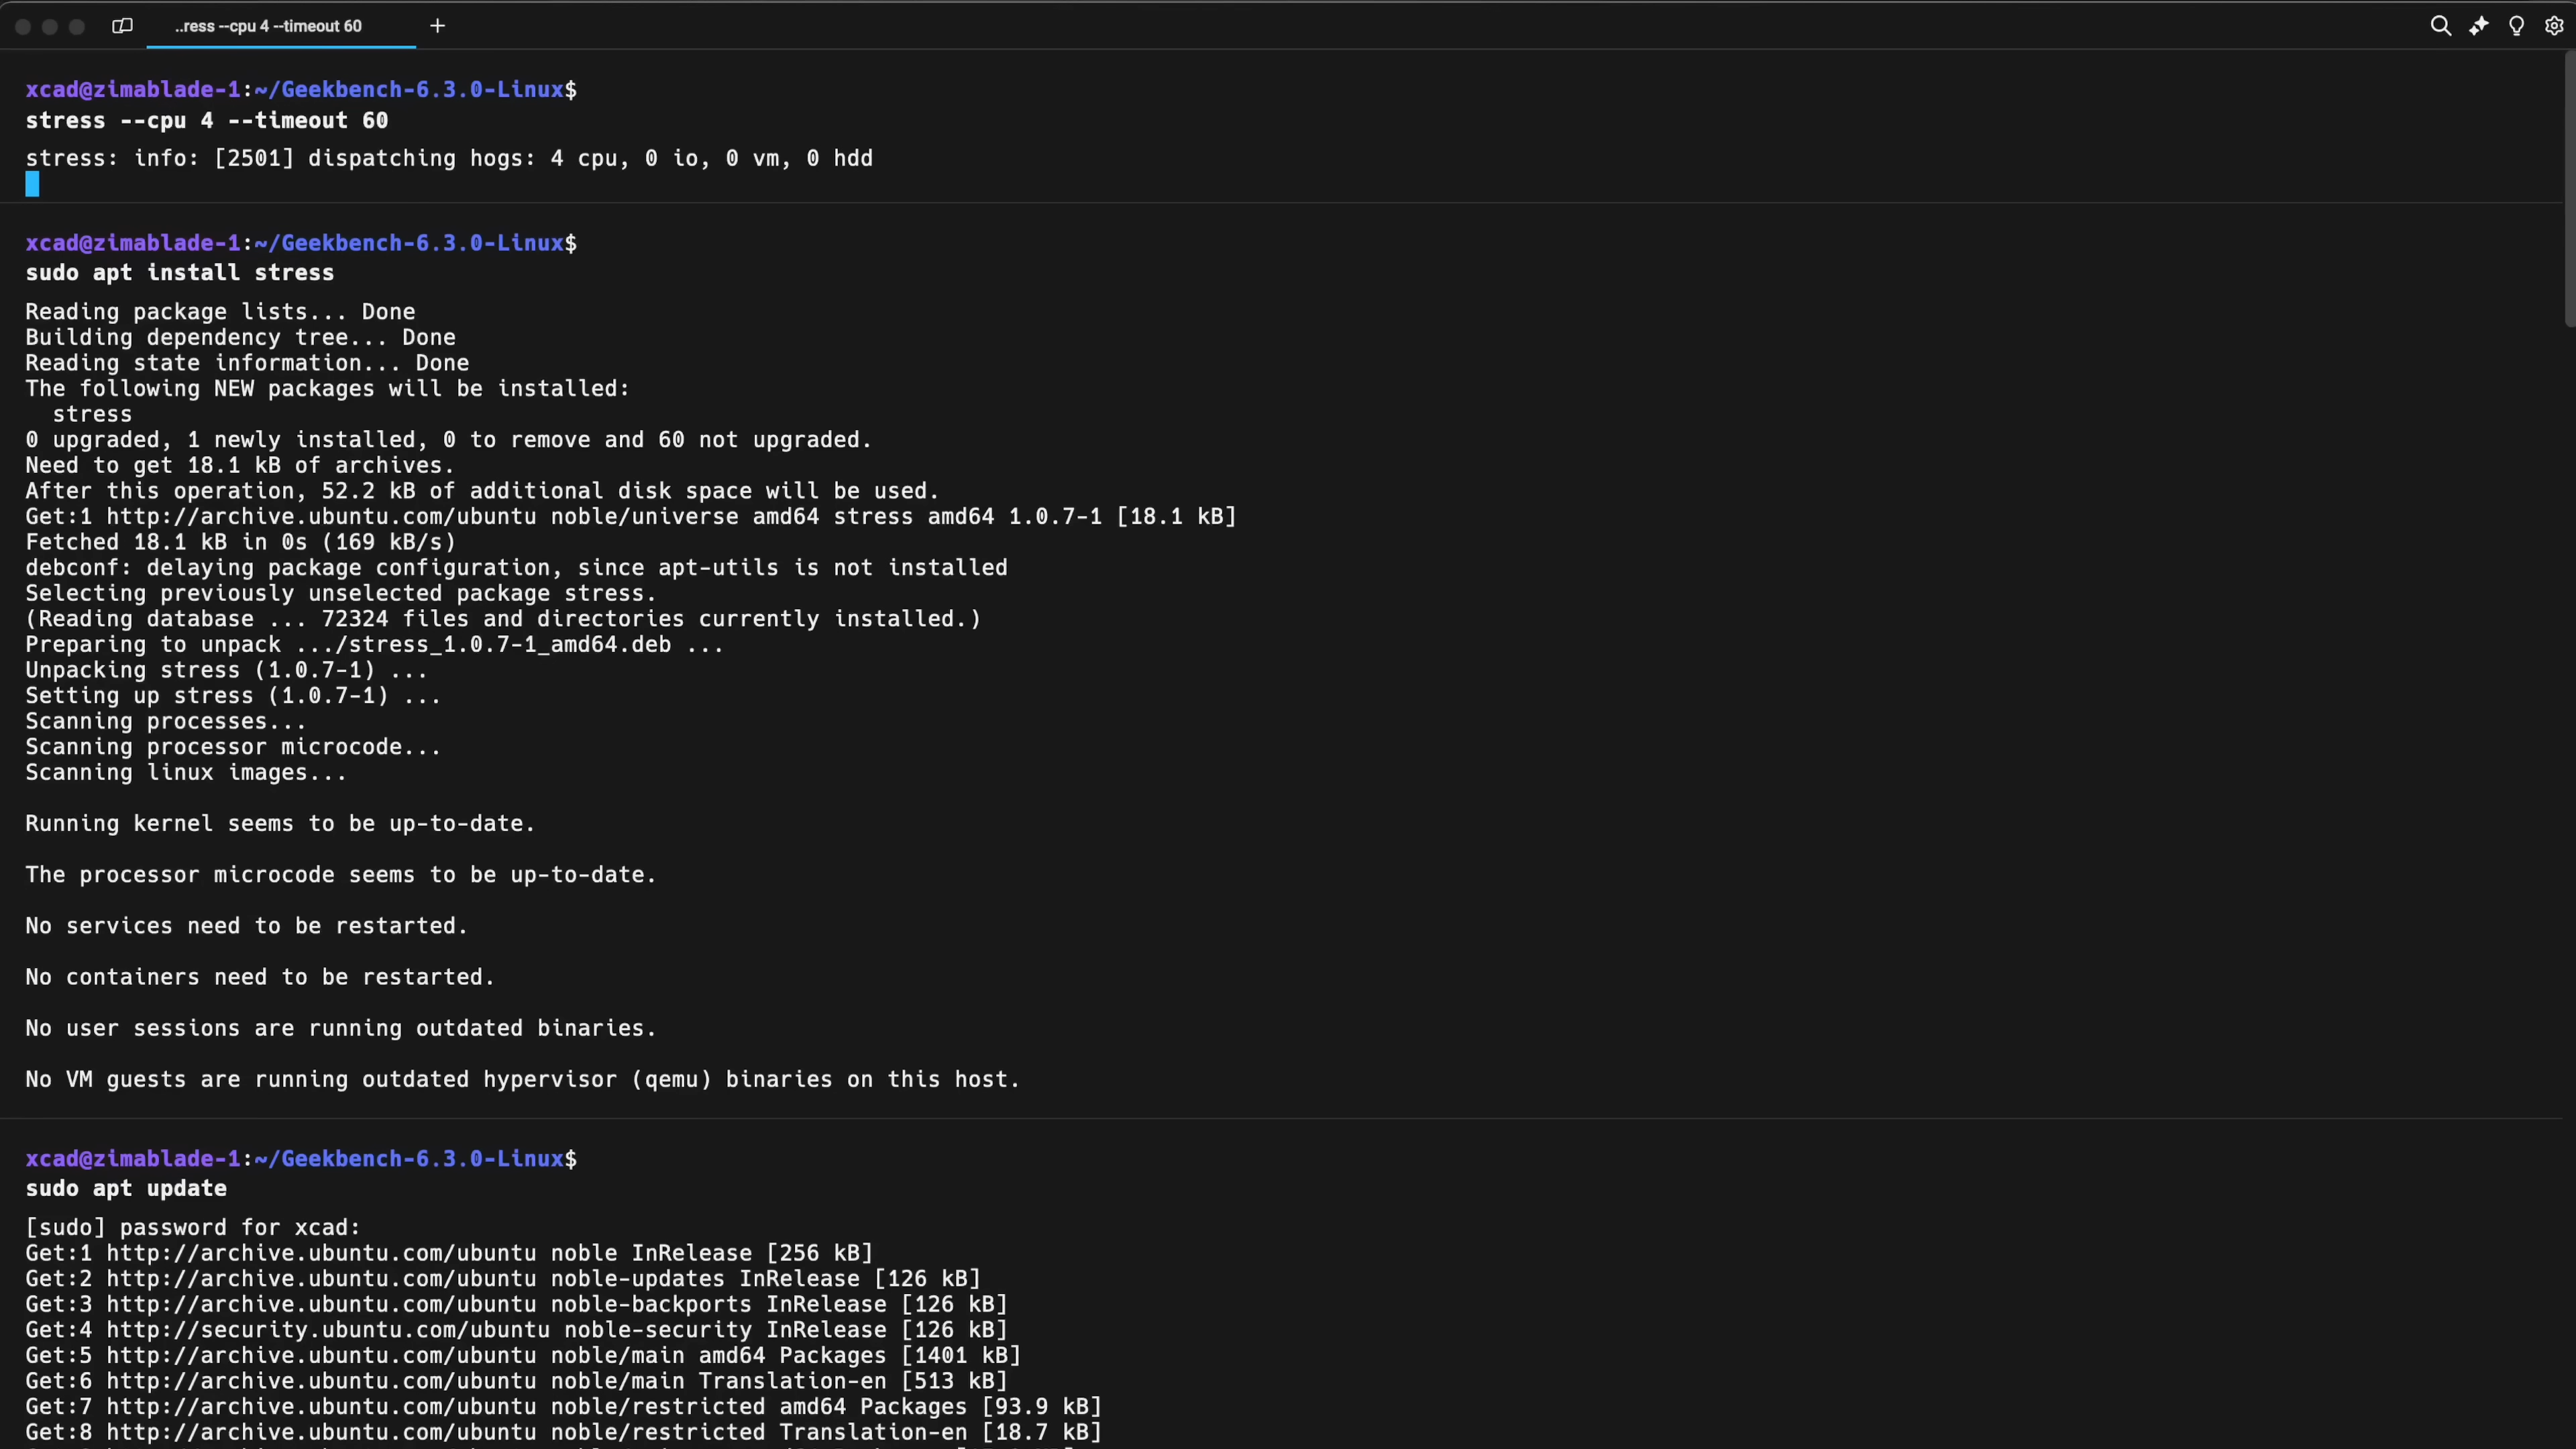 ..ress --cpu 4 --timeout 60
xcad@zimablade-1:~/Geekbench-6.3.0-Linux$
stress --cpu 4 --timeout 60
stress: info: [2501] dispatching hogs: 4 cpu, 0 io, 0 vm, 0 hdd
xcad@zimablade-1:~/Geekbench-6.3.0-Linux$
sudo apt install stress
Reading package lists... Done
Building dependency tree... Done
Reading state information... Done
The following NEW packages will be installed:
  stress
0 upgraded, 1 newly installed, 0 to remove and 60 not upgraded.
Need to get 18.1 kB of archives.
After this operation, 52.2 kB of additional disk space will be used.
Get:1 http://archive.ubuntu.com/ubuntu noble/universe amd64 stress amd64 1.0.7-1 [18.1 kB]
Fetched 18.1 kB in 0s (169 kB/s)
debconf: delaying package configuration, since apt-utils is not installed
Selecting previously unselected package stress.
(Reading database ... 72324 files and directories currently installed.)
Preparing to unpack .../stress_1.0.7-1_amd64.deb ...
Unpacking stress (1.0.7-1) ...
Setting up stress (1.0.7-1) ...
Scanning processes...
Scanning processor microcode...
Scanning linux images...
Running kernel seems to be up-to-date.
The processor microcode seems to be up-to-date.
No services need to be restarted.
No containers need to be restarted.
No user sessions are running outdated binaries.
No VM guests are running outdated hypervisor (qemu) binaries on this host.
xcad@zimablade-1:~/Geekbench-6.3.0-Linux$
sudo apt update
[sudo] password for xcad:
Get:1 http://archive.ubuntu.com/ubuntu noble InRelease [256 kB]
Get:2 http://archive.ubuntu.com/ubuntu noble-updates InRelease [126 kB]
Get:3 http://archive.ubuntu.com/ubuntu noble-backports InRelease [126 kB]
Get:4 http://security.ubuntu.com/ubuntu noble-security InRelease [126 kB]
Get:5 http://archive.ubuntu.com/ubuntu noble/main amd64 Packages [1401 kB]
Get:6 http://archive.ubuntu.com/ubuntu noble/main Translation-en [513 kB]
Get:7 http://archive.ubuntu.com/ubuntu noble/restricted amd64 Packages [93.9 kB]
Get:8 http://archive.ubuntu.com/ubuntu noble/restricted Translation-en [18.7 kB]